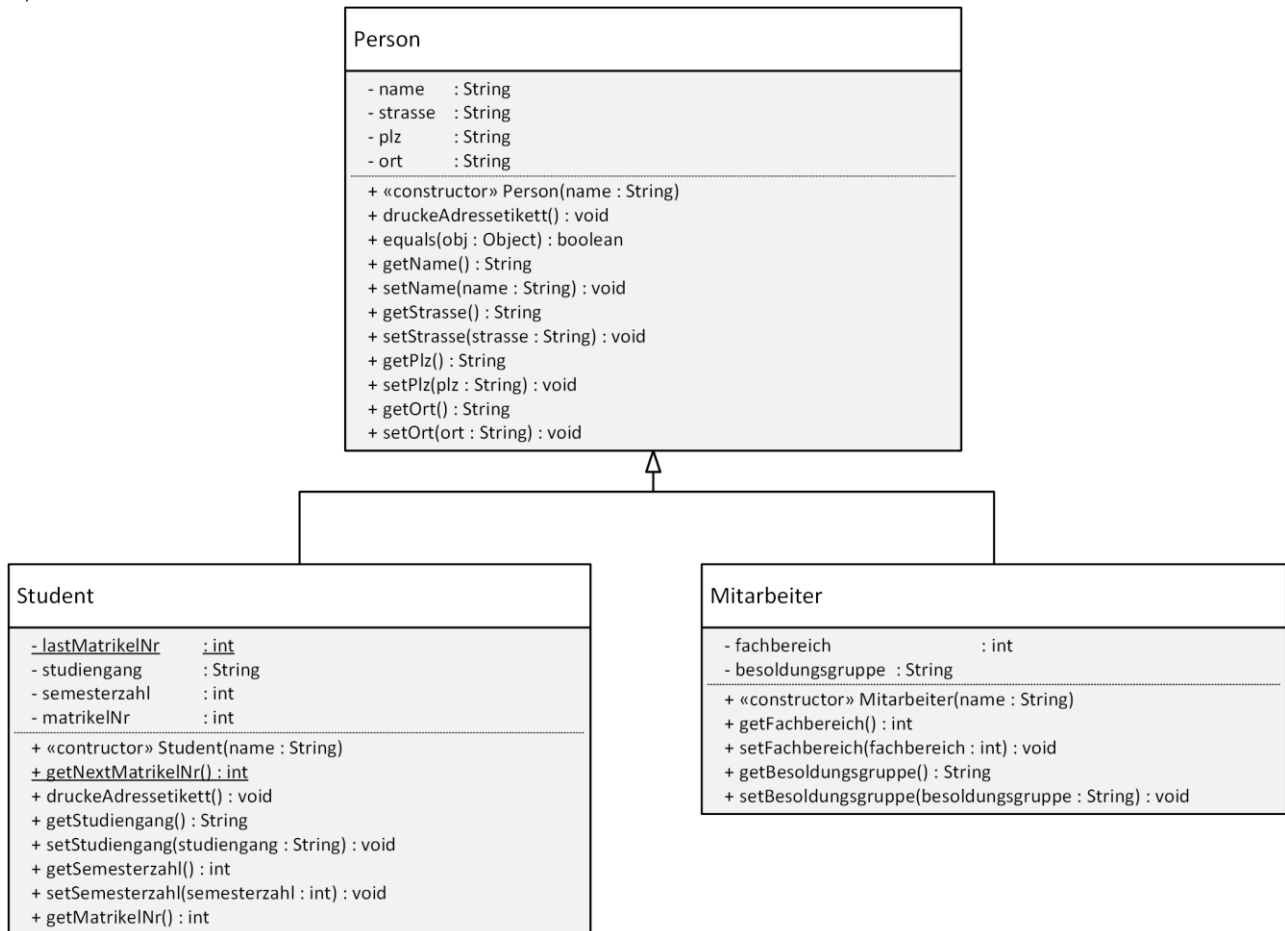 Person
- name : String
- strasse : String
- plz : String
- ort : String
+ «constructor» Person(name : String)
+ druckeAdressetikett() : void
+ equals(obj : Object) : boolean
+ getName() : String
+ setName(name : String) : void
+ getStrasse() : String
+ setStrasse(strasse : String) : void
+ getPlz() : String
+ setPlz(plz : String) : void
+ getOrt() : String
+ setOrt(ort : String) : void
Student
- lastMatrikelNr : int
- studiengang : String
- semesterzahl : int
- matrikelNr : int
+ «contructor» Student(name : String)
+ getNextMatrikelNr() : int
+ druckeAdressetikett() : void
+ getStudiengang() : String
+ setStudiengang(studiengang : String) : void
+ getSemesterzahl() : int
+ setSemesterzahl(semesterzahl : int) : void
+ getMatrikelNr() : int
Mitarbeiter
- fachbereich : int
- besoldungsgruppe : String
+ «constructor» Mitarbeiter(name : String)
+ getFachbereich() : int
+ setFachbereich(fachbereich : int) : void
+ getBesoldungsgruppe() : String
+ setBesoldungsgruppe(besoldungsgruppe : String) : void